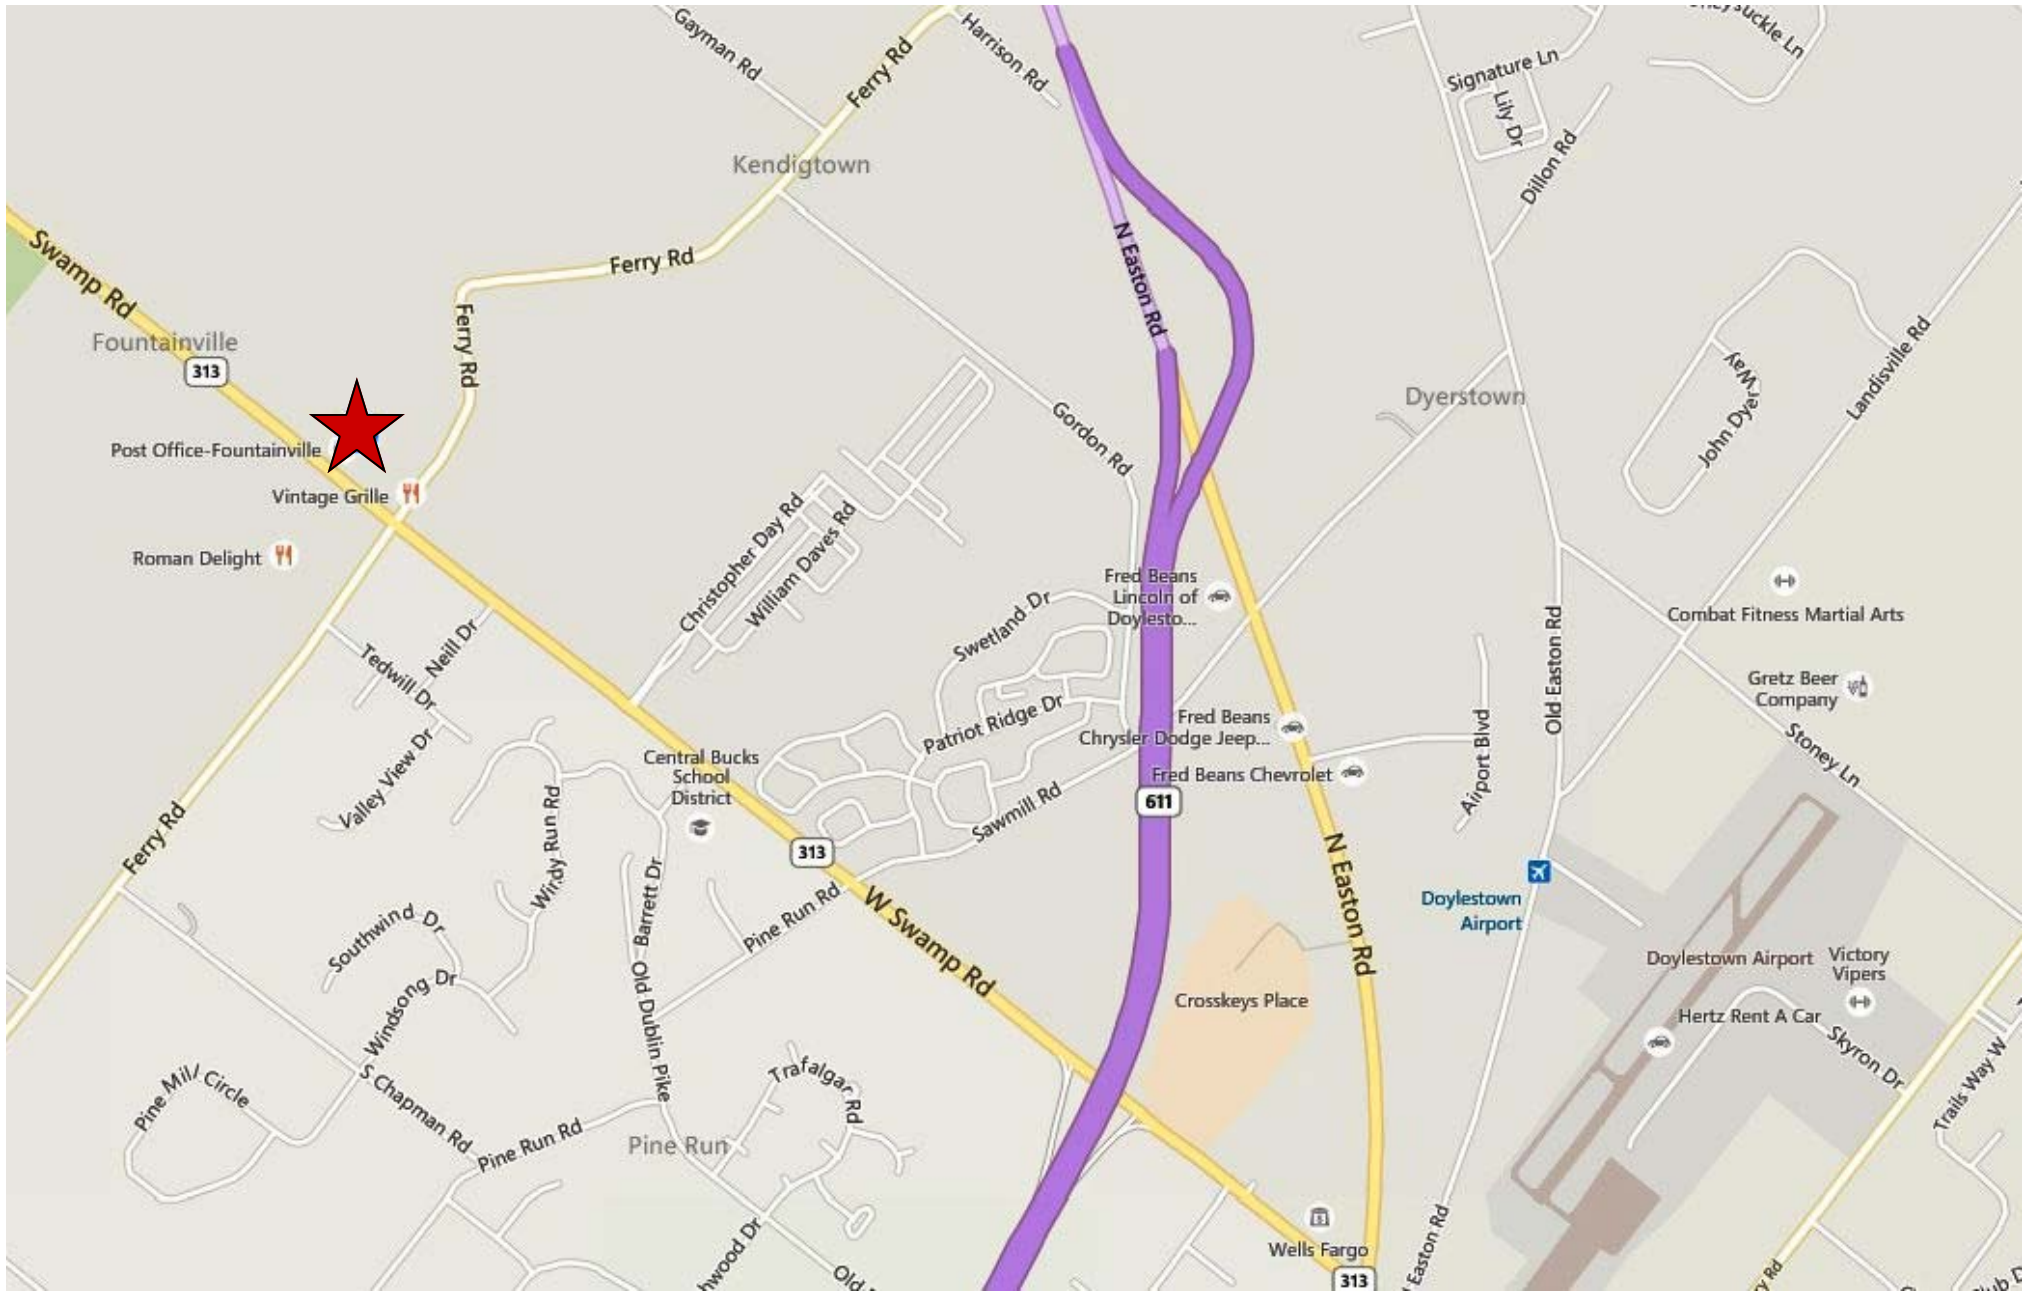 Gayman Rd
Ferry Rd
Harrison Rd
Signature Ln
Lily Dr
Dillon Rd
Kendigtown
Swamp Rd
Ferry Rd
N Easton Rd
Fountainville
313
Ferry Rd
Post Office-Fountainville
Vintage Grille
Roman Delight
Gordon Rd
Dyerstown
John Dyer Way
Landisville Rd
Christopher Day Rd
William Daves Rd
Swetland Dr
Fred Beans
Lincoln of
Doylesto...
Combat Fitness Martial Arts
Old Easton Rd
Neill Dr
Tedwill Dr
Valley View Dr
Patriot Ridge Dr
Fred Beans
Chrysler Dodge Jeep...
Fred Beans Chevrolet
Airport Blvd
Gretz Beer
Company
Stoney Ln
Central Bucks
School
District
Sawmill Rd
611
313
Ferry Rd
Windy Run Rd
Barrett Dr
Pine Run Rd
W Swamp Rd
N Easton Rd
Doylestown
Airport
Southwind Dr
Windsong Dr
Old Dublin Pike
Crosskeys Place
Doylestown Airport
Victory
Vipers
Hertz Rent A Car
Skyron Dr
Trails Way W
Pine Mill Circle
S Chapman Rd
Pine Run Rd
Pine Run
Trafalgar Rd
Wells Fargo
313
Easton Rd